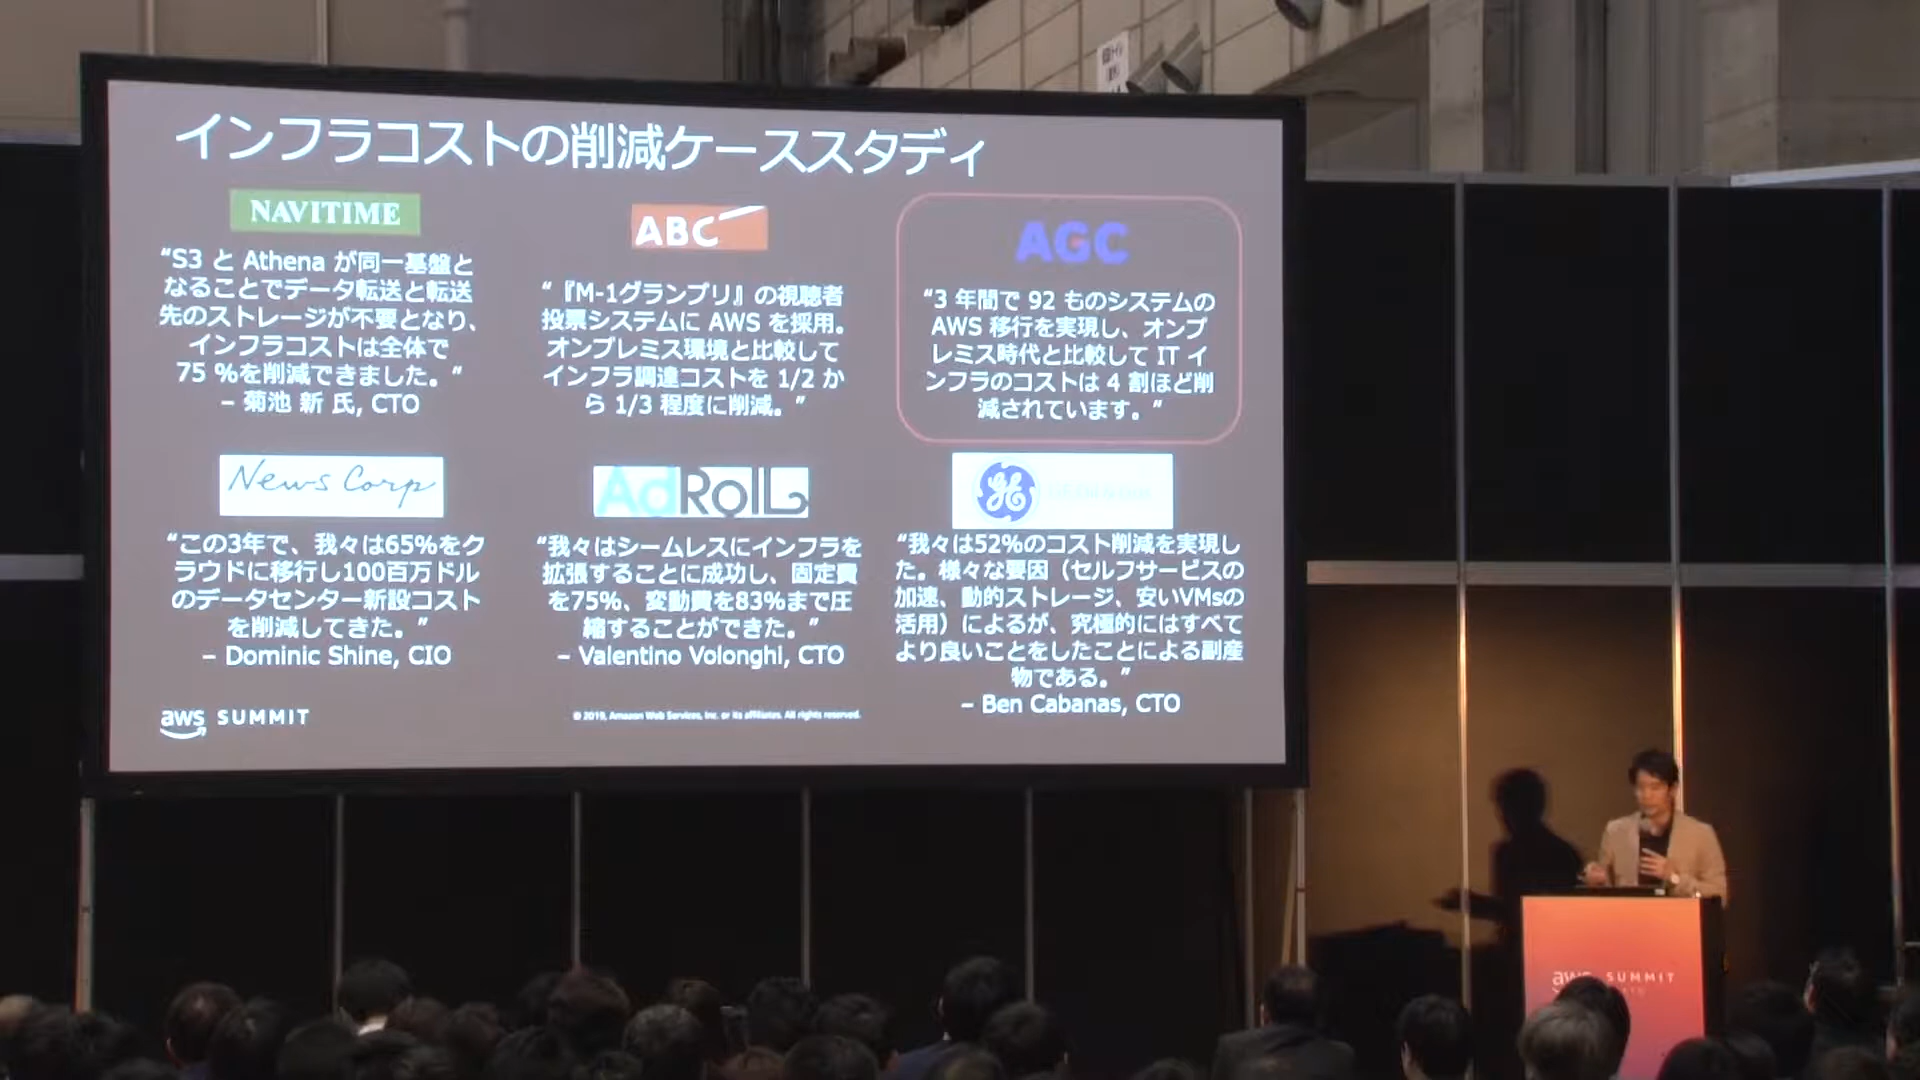 インフラコストの削減ケーススタディ
NAVITIME
“S3 と Athena が同一基盤と
なることでデータ転送と転送
先のストレージが不要となり、
インフラコストは全体で
75 %を削減できました。”
– 菊池 新 氏, CTO
ABC
“『M-1グランプリ』の視聴者
投票システムに AWS を採用。
オンプレミス環境と比較して
インフラ調達コストを 1/2 か
ら 1/3 程度に削減。”
AGC
“3 年間で 92 ものシステムの
AWS 移行を実現し、オンプ
レミス時代と比較して IT イ
ンフラのコストは 4 割ほど削
減されています。”
News Corp
“この3年で、我々は65%をク
ラウドに移行し100百万ドル
のデータセンター新設コスト
を削減してきた。”
– Dominic Shine, CIO
AdRoll
“我々はシームレスにインフラを
拡張することに成功し、固定費
を75%、変動費を83%まで圧
縮することができた。”
– Valentino Volonghi, CTO
GE
“我々は52%のコスト削減を実現し
た。様々な要因（セルフサービスの
加速、動的ストレージ、安いVMsの
活用）によるが、究極的にはすべて
より良いことをしたことによる副産
物である。”
– Ben Cabanas, CTO
aws SUMMIT
© 2019, Amazon Web Services, Inc. or its affiliates. All rights reserved.
aws SUMMIT